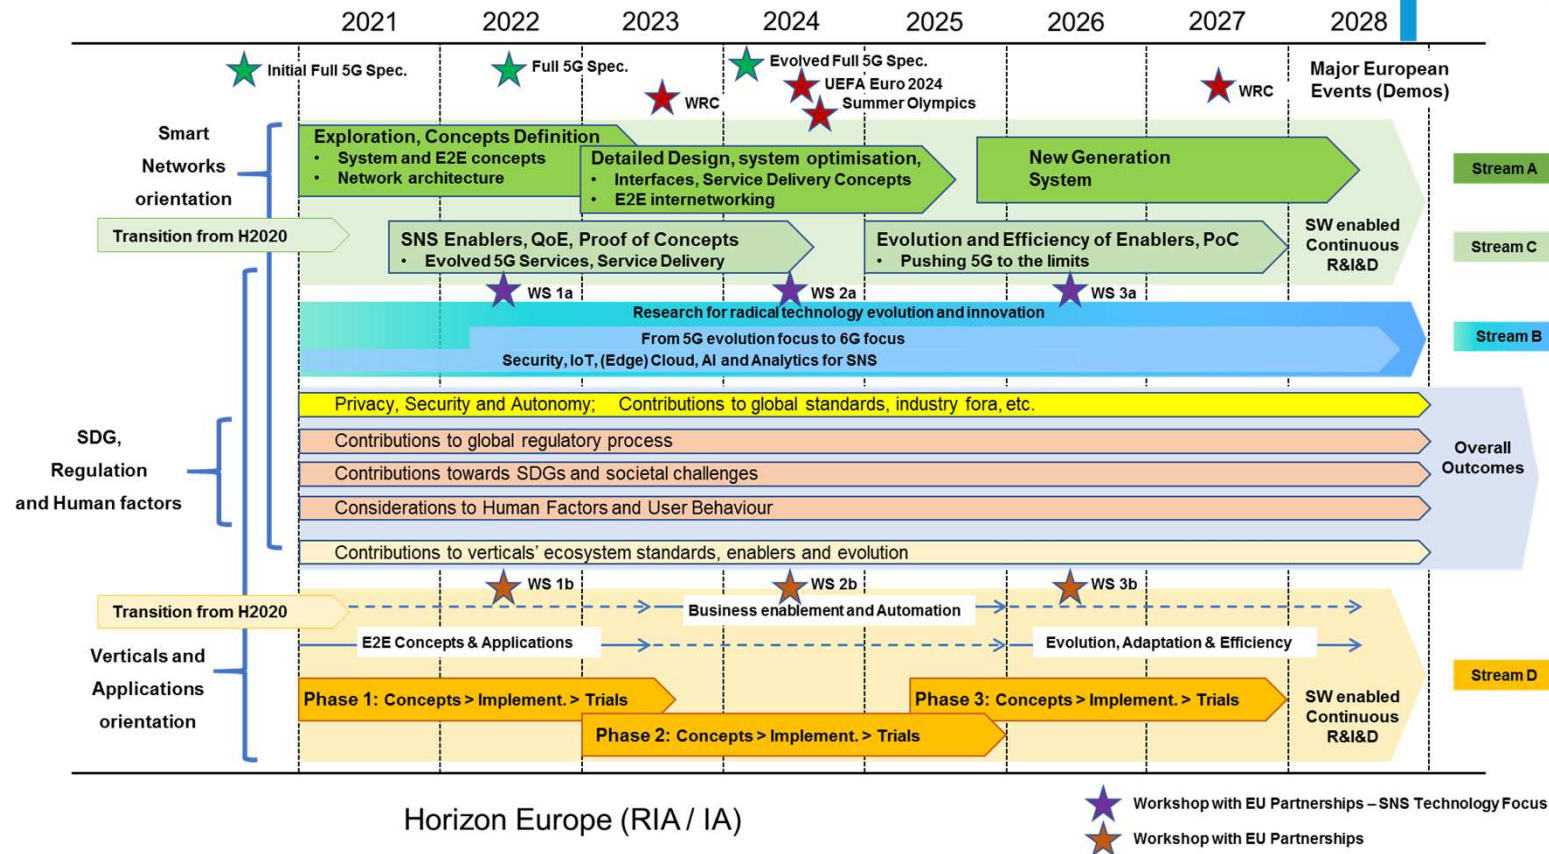 2021 2022 2023 2024 2025 2026 2027 2028
Initial Full 5G Spec.
Full 5G Spec.
Evolved Full 5G Spec.
WRC
UEFA Euro 2024
Summer Olympics
WRC
Major European
Events (Demos)
Smart
Networks
orientation
Exploration, Concepts Definition
• System and E2E concepts
• Network architecture
Detailed Design, system optimisation,
• Interfaces, Service Delivery Concepts
• E2E internetworking
New Generation
System
Stream A
Transition from H2020
SNS Enablers, QoE, Proof of Concepts
• Evolved 5G Services, Service Delivery
Evolution and Efficiency of Enablers, PoC
• Pushing 5G to the limits
SW enabled
Continuous
R&I&D
Stream C
WS 1a
WS 2a
WS 3a
Research for radical technology evolution and innovation
From 5G evolution focus to 6G focus
Security, IoT, (Edge) Cloud, AI and Analytics for SNS
Stream B
SDG,
Regulation
and Human factors
Privacy, Security and Autonomy; Contributions to global standards, industry fora, etc.
Contributions to global regulatory process
Contributions towards SDGs and societal challenges
Considerations to Human Factors and User Behaviour
Contributions to verticals' ecosystem standards, enablers and evolution
Overall
Outcomes
WS 1b
WS 2b
WS 3b
Transition from H2020
Business enablement and Automation
E2E Concepts & Applications
Evolution, Adaptation & Efficiency
Verticals and
Applications
orientation
Phase 1: Concepts > Implement. > Trials
Phase 2: Concepts > Implement. > Trials
Phase 3: Concepts > Implement. > Trials
SW enabled
Continuous
R&I&D
Stream D
Horizon Europe (RIA / IA)
Workshop with EU Partnerships – SNS Technology Focus
Workshop with EU Partnerships